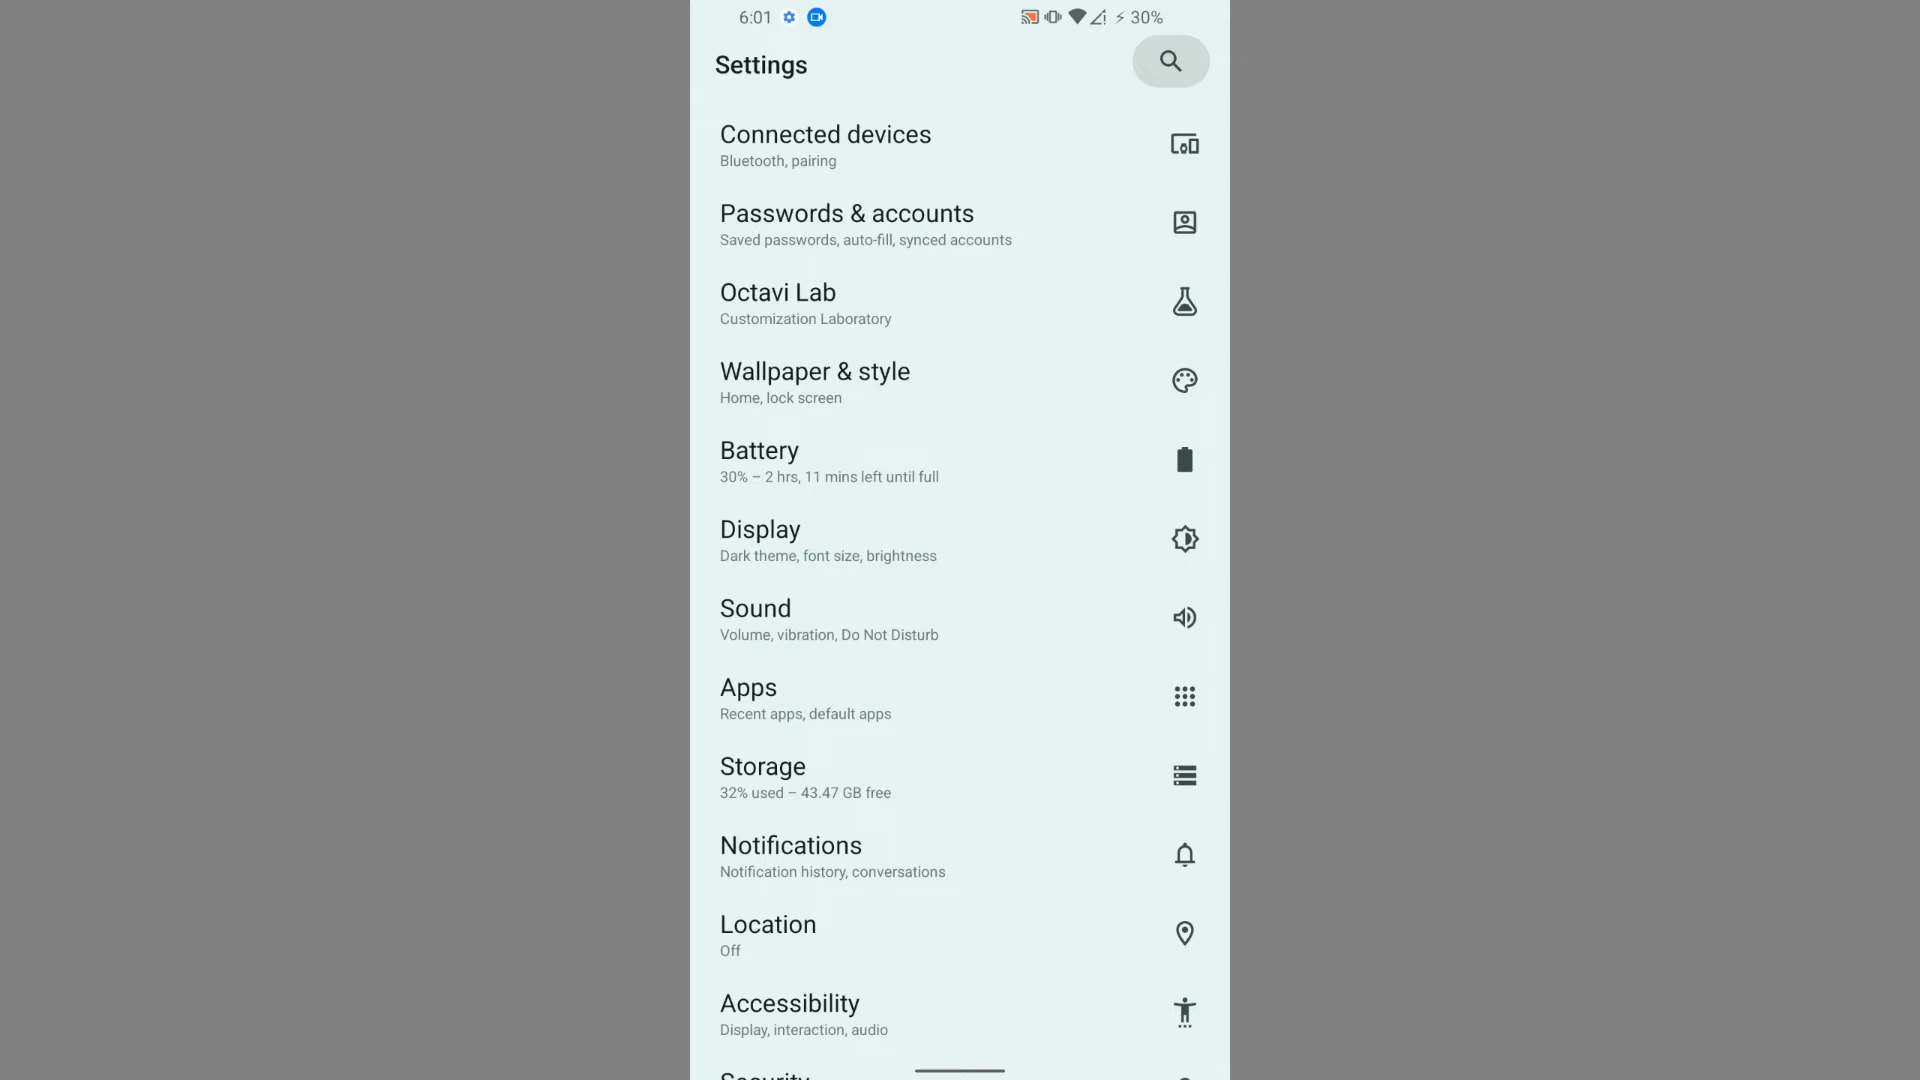 6:01 30%
Settings
Connected devices
Bluetooth, pairing
Passwords & accounts
Saved passwords, auto-fill, synced accounts
Octavi Lab
Customization Laboratory
Wallpaper & style
Home, lock screen
Battery
30% – 2 hrs, 11 mins left until full
Display
Dark theme, font size, brightness
Sound
Volume, vibration, Do Not Disturb
Apps
Recent apps, default apps
Storage
32% used – 43.47 GB free
Notifications
Notification history, conversations
Location
Off
Accessibility
Display, interaction, audio
Security